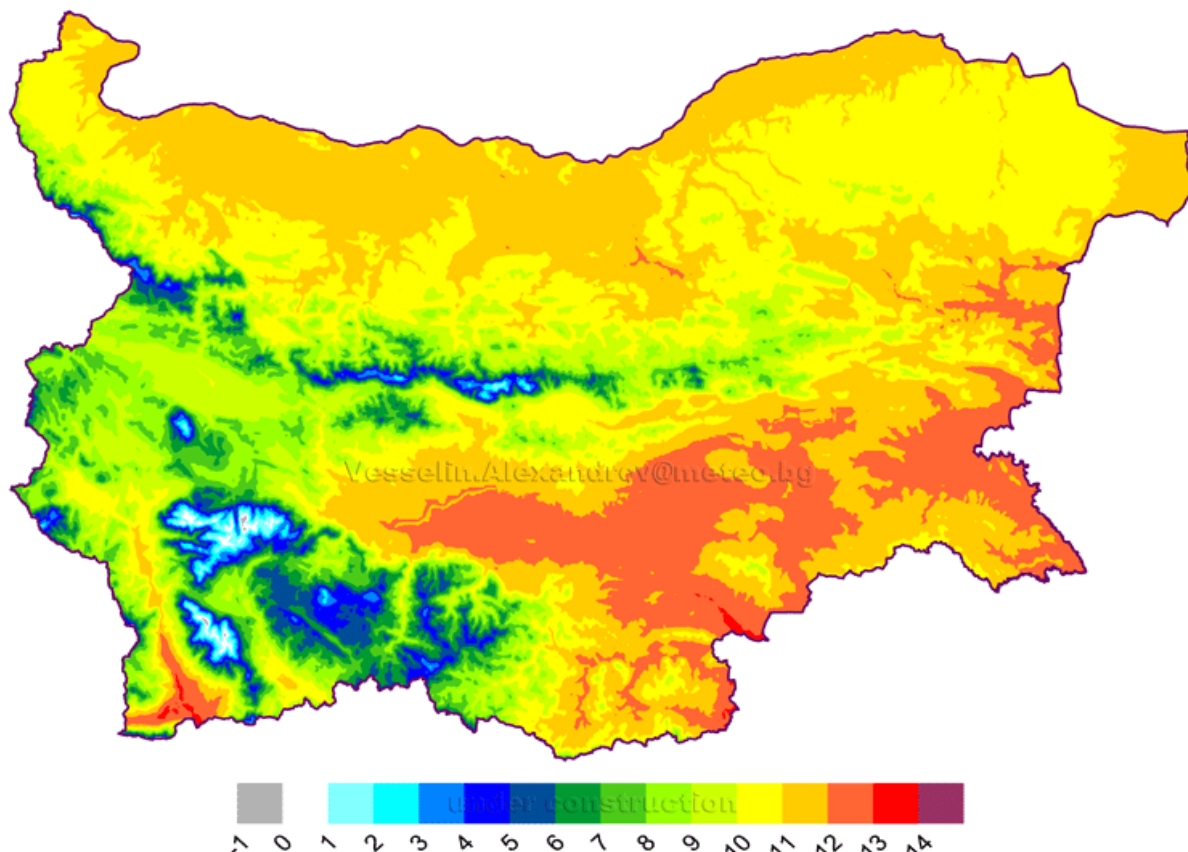 Vesselin.Alexandrov@meteo.bg
under construction
-1 0 1 2 3 4 5 6 7 8 9 10 11 12 13 14